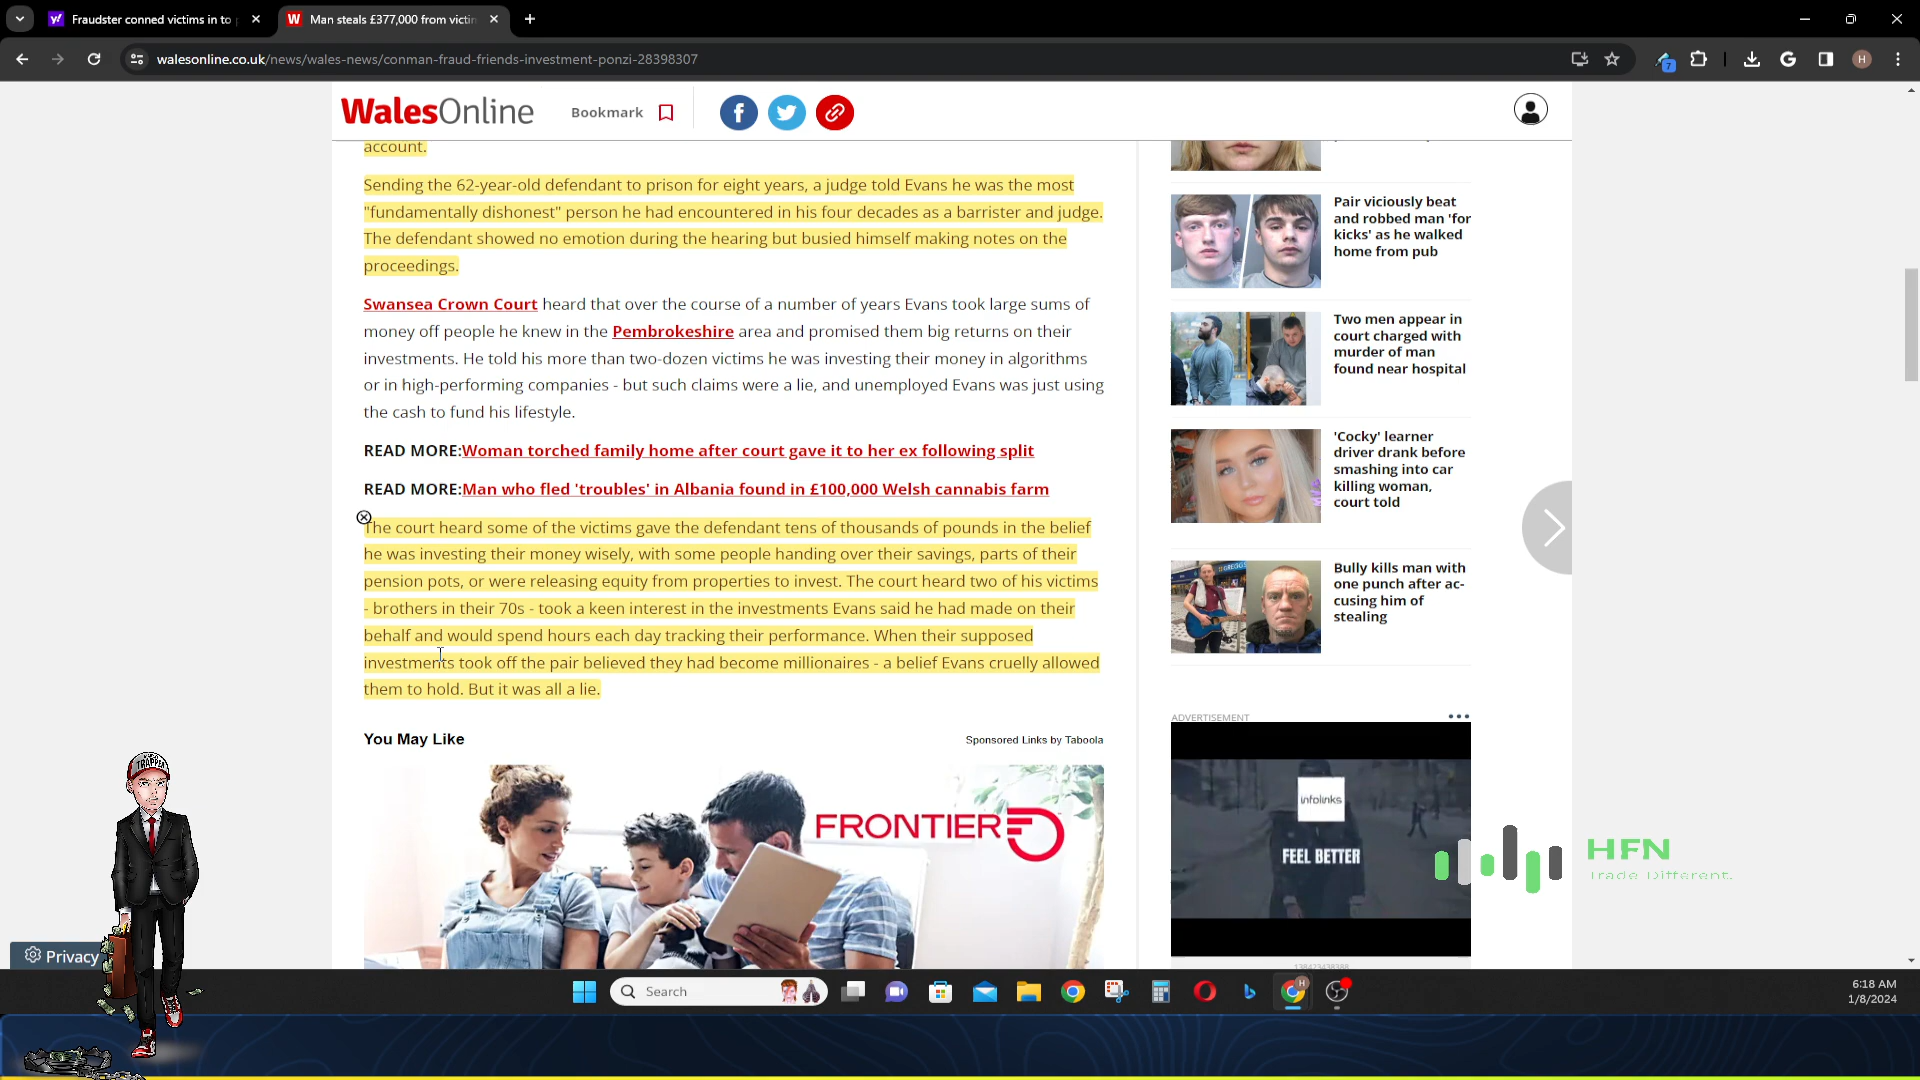 Fraudster conned victims in to
Man steals £377,000 from victim
walesonline.co.uk/news/wales-news/conman-fraud-friends-investment-ponzi-28398307
7
H
WalesOnline
Bookmark
account.
Sending the 62-year-old defendant to prison for eight years, a judge told Evans he was the most
"fundamentally dishonest" person he had encountered in his four decades as a barrister and judge.
The defendant showed no emotion during the hearing but busied himself making notes on the
proceedings.
Swansea Crown Court heard that over the course of a number of years Evans took large sums of
money off people he knew in the Pembrokeshire area and promised them big returns on their
investments. He told his more than two-dozen victims he was investing their money in algorithms
or in high-performing companies - but such claims were a lie, and unemployed Evans was just using
the cash to fund his lifestyle.
READ MORE:Woman torched family home after court gave it to her ex following split
READ MORE:Man who fled 'troubles' in Albania found in £100,000 Welsh cannabis farm
The court heard some of the victims gave the defendant tens of thousands of pounds in the belief
he was investing their money wisely, with some people handing over their savings, parts of their
pension pots, or were releasing equity from properties to invest. The court heard two of his victims
- brothers in their 70s - took a keen interest in the investments Evans said he had made on their
behalf and would spend hours each day tracking their performance. When their supposed
investments took off the pair believed they had become millionaires - a belief Evans cruelly allowed
them to hold. But it was all a lie.
You May Like
Sponsored Links by Taboola
FRONTIER
Pair viciously beat
and robbed man 'for
kicks' as he walked
home from pub
Two men appear in
court charged with
murder of man
found near hospital
'Cocky' learner
driver drank before
smashing into car
killing woman,
court told
Bully kills man with
one punch after ac-
cusing him of
stealing
GREGGS
ADVERTISEMENT
infolinks
FEEL BETTER
138423438388
HFN
Trade Different.
TRAPPER
Privacy
Search
6:18 AM
1/8/2024